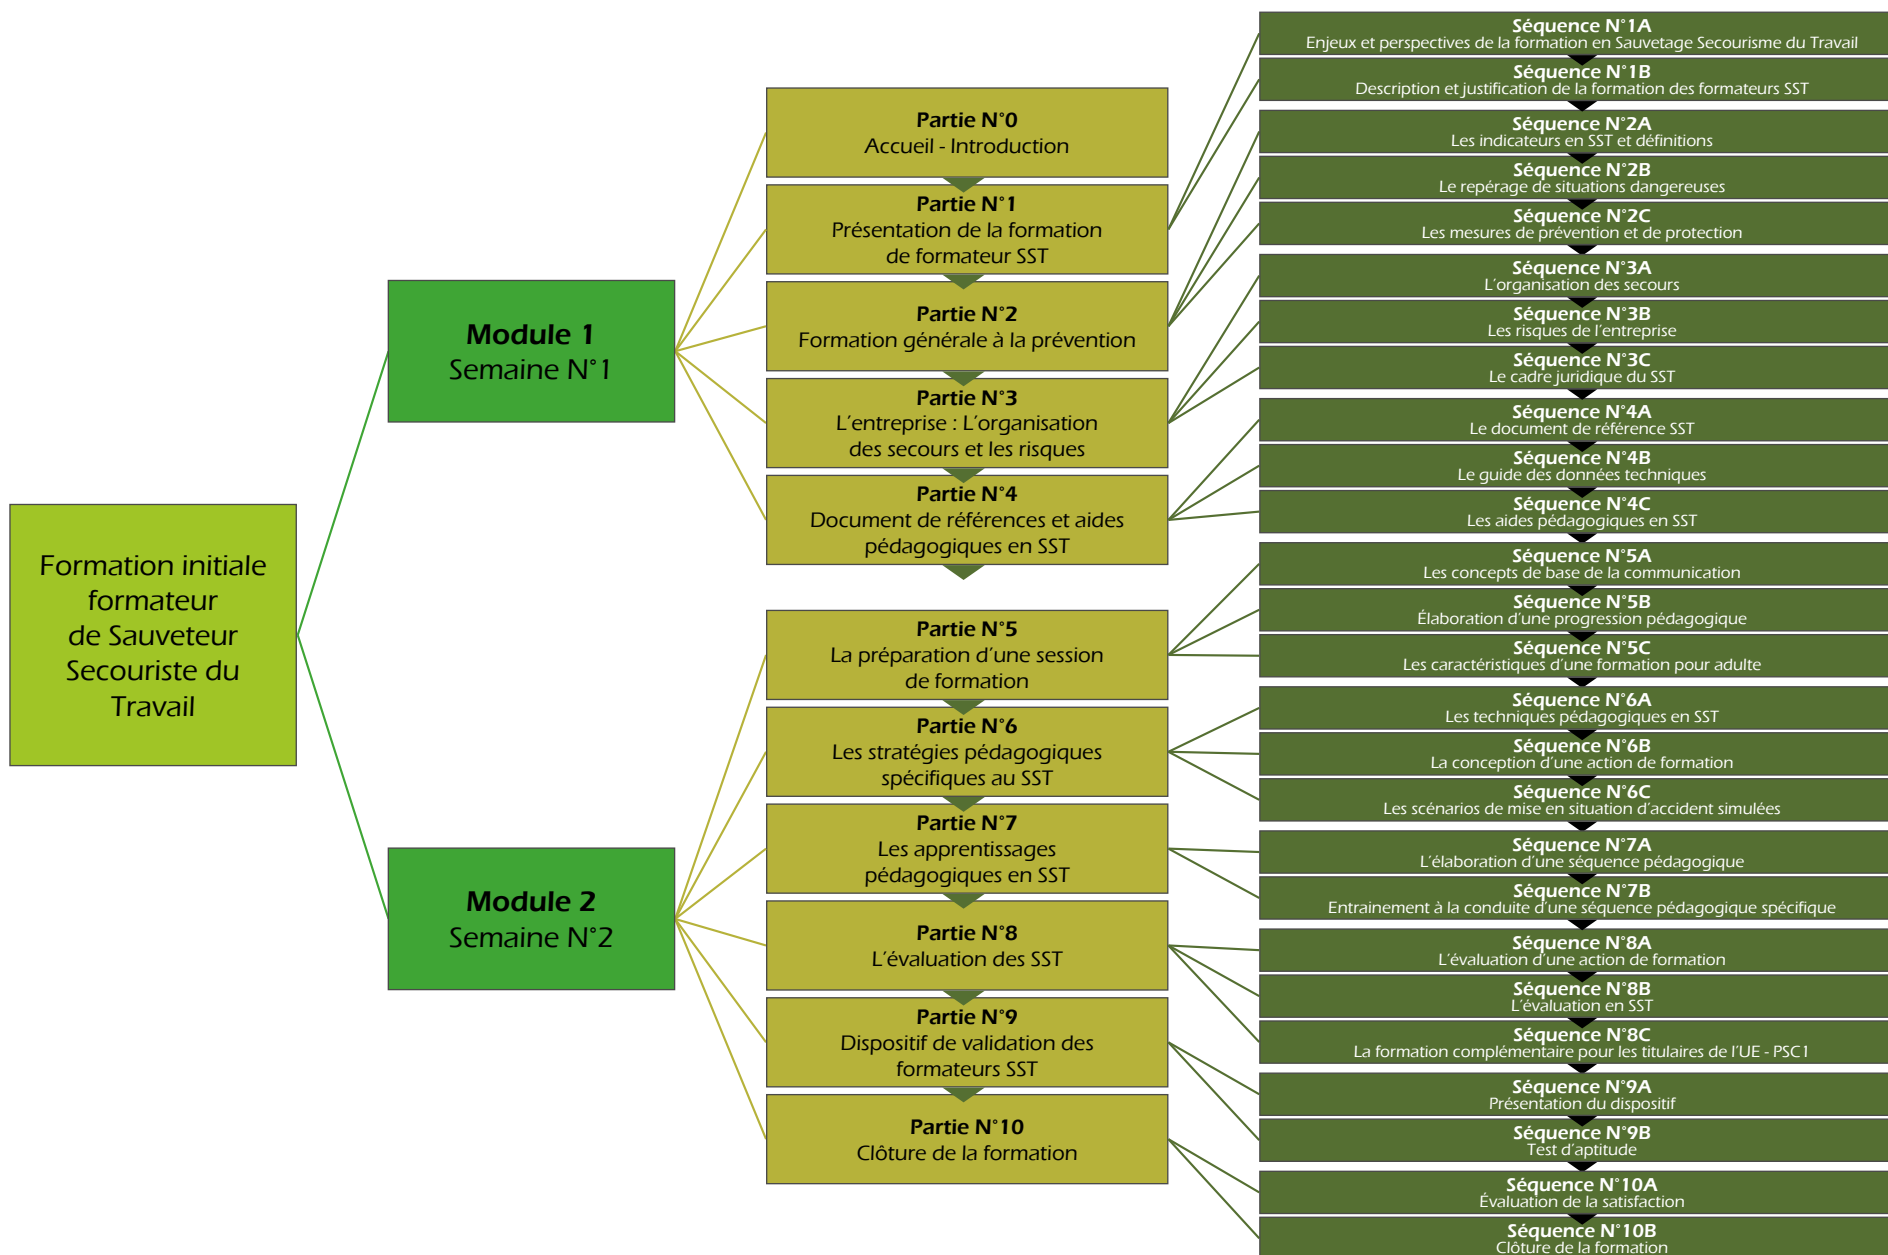 Formation initiale
formateur
de Sauveteur
Secouriste du
Travail
Module 1
Semaine N°1
Module 2
Semaine N°2
Partie N°0
Accueil - Introduction
Partie N°1
Présentation de la formation
de formateur SST
Partie N°2
Formation générale à la prévention
Partie N°3
L'entreprise : L'organisation
des secours et les risques
Partie N°4
Document de références et aides
pédagogiques en SST
Partie N°5
La préparation d'une session
de formation
Partie N°6
Les stratégies pédagogiques
spécifiques au SST
Partie N°7
Les apprentissages
pédagogiques en SST
Partie N°8
L'évaluation des SST
Partie N°9
Dispositif de validation des
formateurs SST
Partie N°10
Clôture de la formation
Séquence N°1A
Enjeux et perspectives de la formation en Sauvetage Secourisme du Travail
Séquence N°1B
Description et justification de la formation des formateurs SST
Séquence N°2A
Les indicateurs en SST et définitions
Séquence N°2B
Le repérage de situations dangereuses
Séquence N°2C
Les mesures de prévention et de protection
Séquence N°3A
L'organisation des secours
Séquence N°3B
Les risques de l'entreprise
Séquence N°3C
Le cadre juridique du SST
Séquence N°4A
Le document de référence SST
Séquence N°4B
Le guide des données techniques
Séquence N°4C
Les aides pédagogiques en SST
Séquence N°5A
Les concepts de base de la communication
Séquence N°5B
Élaboration d'une progression pédagogique
Séquence N°5C
Les caractéristiques d'une formation pour adulte
Séquence N°6A
Les techniques pédagogiques en SST
Séquence N°6B
La conception d'une action de formation
Séquence N°6C
Les scénarios de mise en situation d'accident simulées
Séquence N°7A
L'élaboration d'une séquence pédagogique
Séquence N°7B
Entrainement à la conduite d'une séquence pédagogique spécifique
Séquence N°8A
L'évaluation d'une action de formation
Séquence N°8B
L'évaluation en SST
Séquence N°8C
La formation complémentaire pour les titulaires de l'UE - PSC1
Séquence N°9A
Présentation du dispositif
Séquence N°9B
Test d'aptitude
Séquence N°10A
Évaluation de la satisfaction
Séquence N°10B
Clôture de la formation